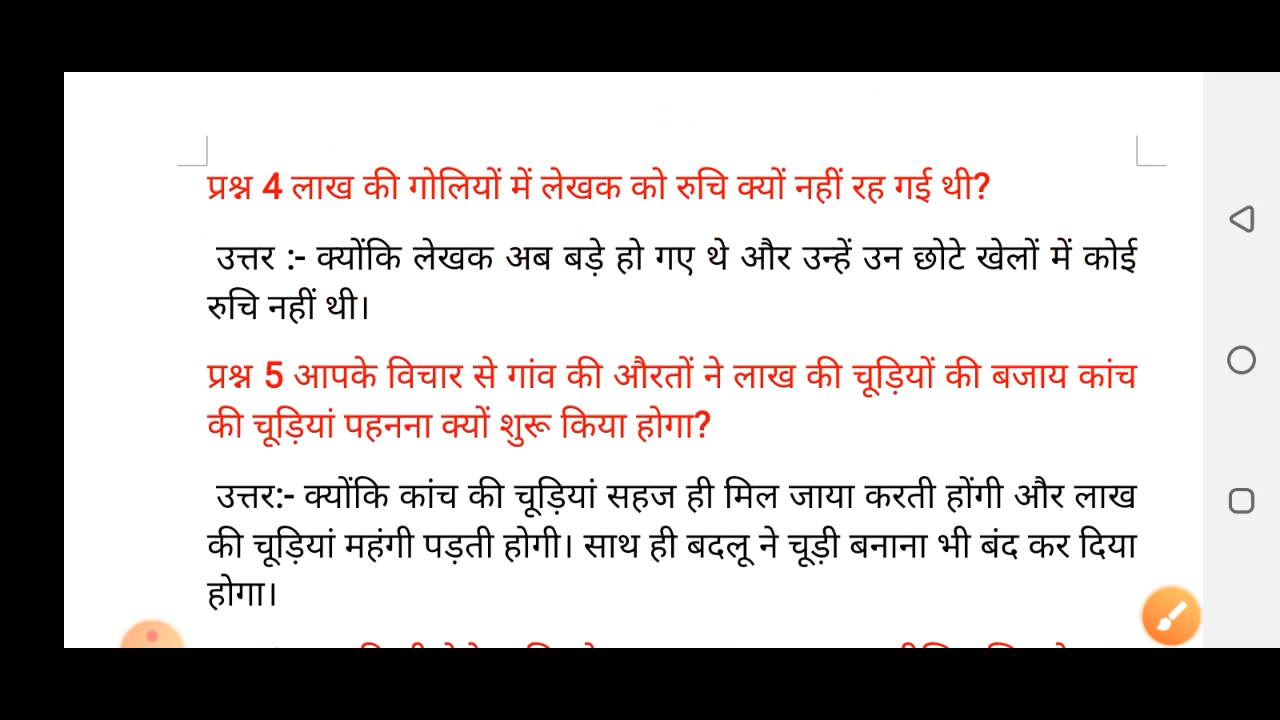 प्रश्न 4 लाख की गोलियों में लेखक को रुचि क्यों नहीं रह गई थी?
उत्तर :- क्योंकि लेखक अब बड़े हो गए थे और उन्हें उन छोटे खेलों में कोई
रुचि नहीं थी।
प्रश्न 5 आपके विचार से गांव की औरतों ने लाख की चूड़ियों की बजाय कांच
की चूड़ियां पहनना क्यों शुरू किया होगा?
उत्तर:- क्योंकि कांच की चूड़ियां सहज ही मिल जाया करती होंगी और लाख
की चूड़ियां महंगी पड़ती होगी। साथ ही बदलू ने चूड़ी बनाना भी बंद कर दिया
होगा।